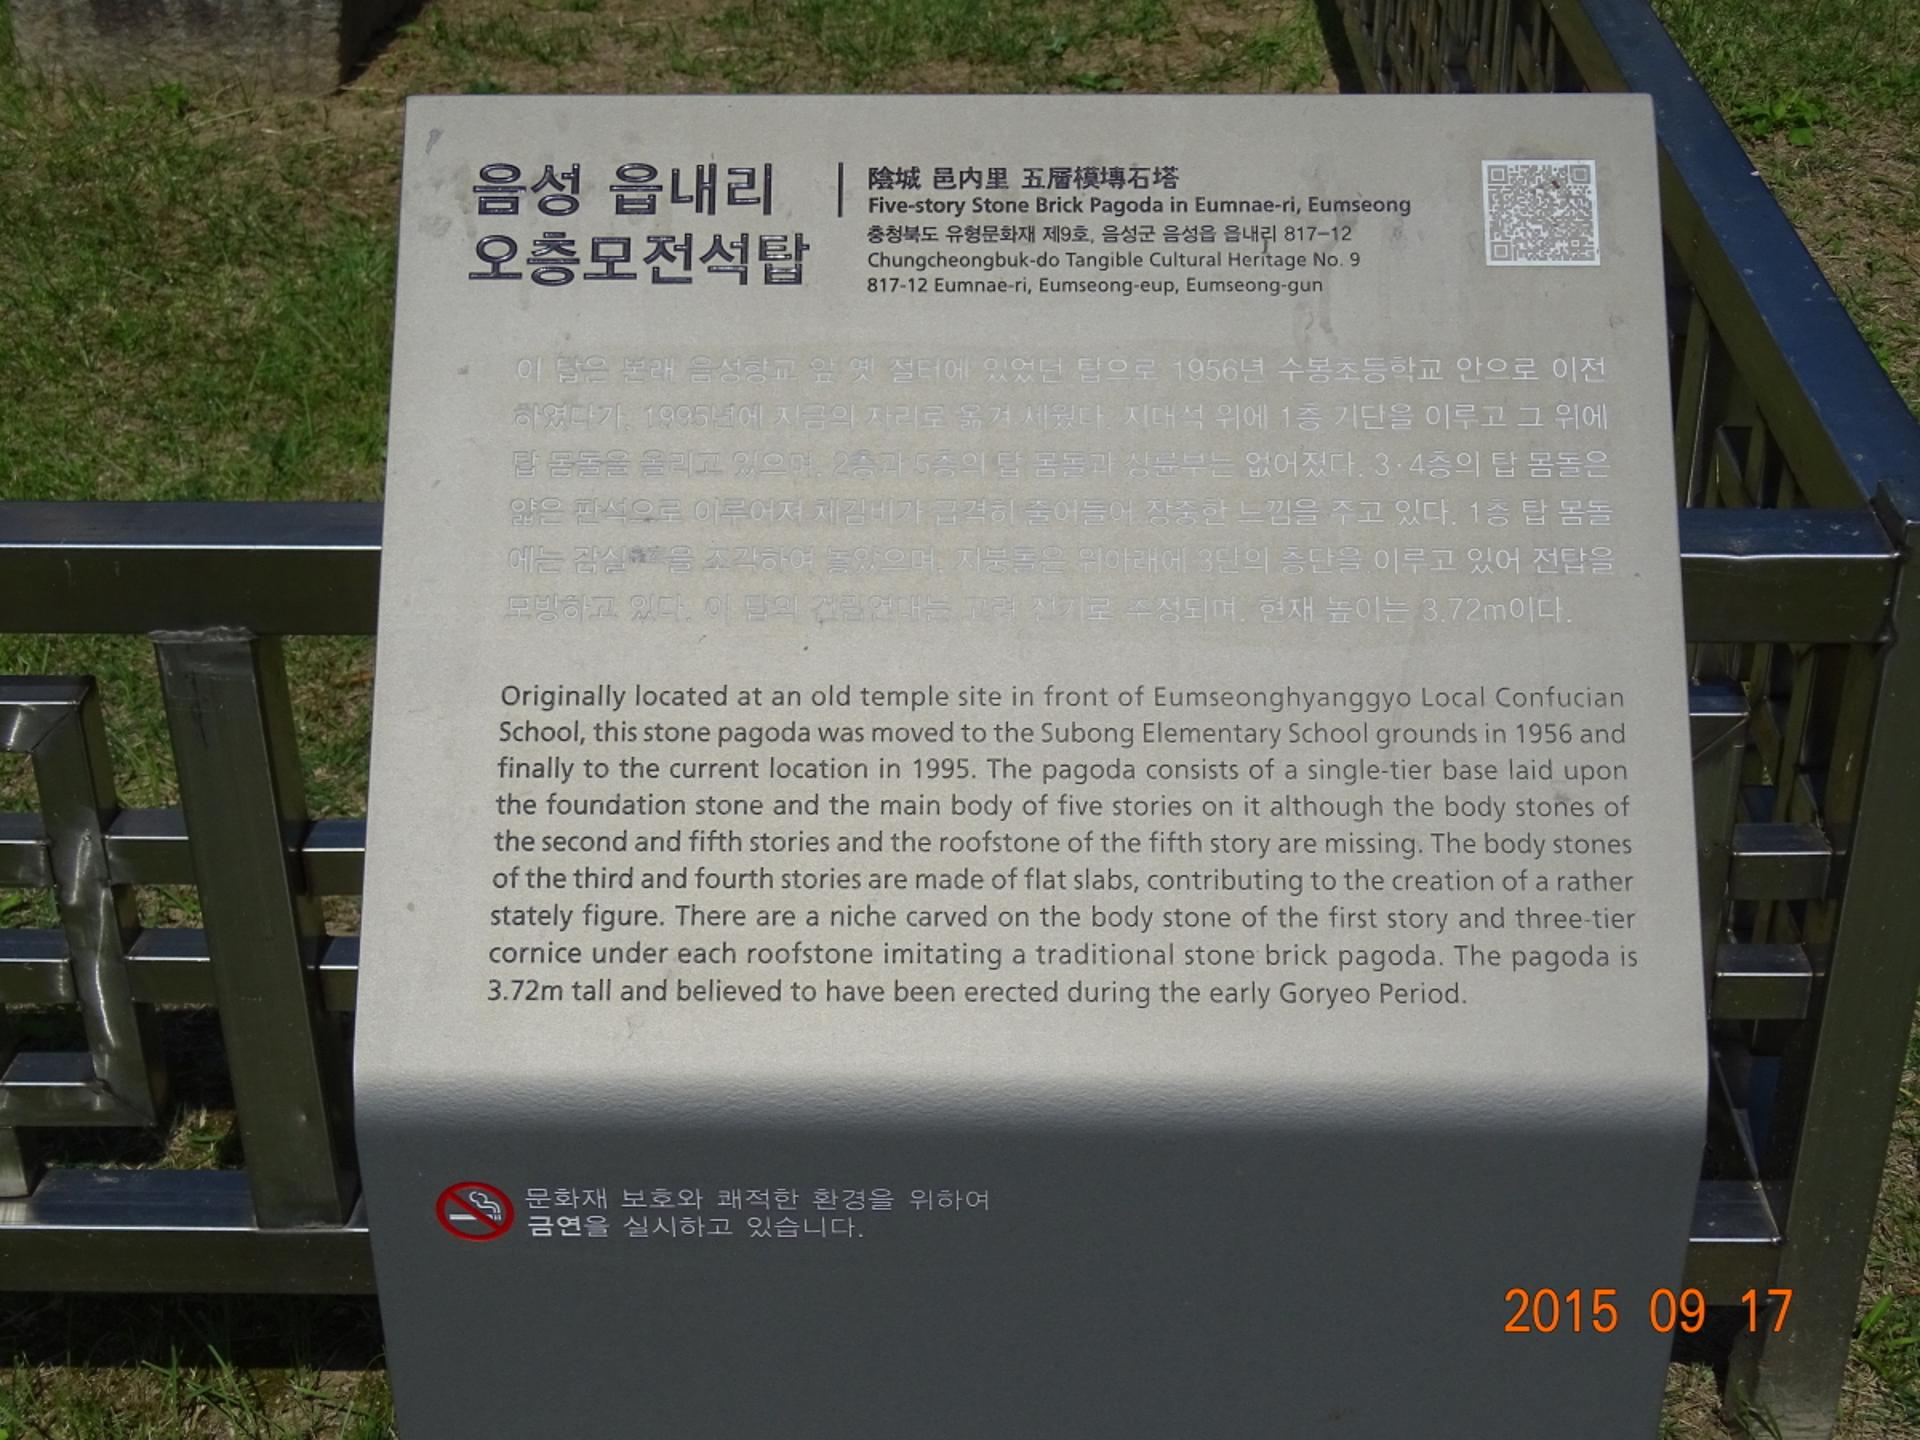 음성 읍내리
오층모전석탑
陰城 邑內里 五層模塼石塔
Five-story Stone Brick Pagoda in Eumnae-ri, Eumseong
충청북도 유형문화재 제9호, 음성군 음성읍 읍내리 817-12
Chungcheongbuk-do Tangible Cultural Heritage No. 9
817-12 Eumnae-ri, Eumseong-eup, Eumseong-gun
이 탑은 본래 음성향교 앞 옛 절터에 있었던 탑으로 1956년 수봉초등학교 안으로 이전
하였다가, 1995년에 지금의 자리로 옮겨 세웠다. 지대석 위에 1층 기단을 이루고 그 위에
탑 몸돌을 올리고 있으며, 2층과 5층의 탑 몸돌과 상륜부는 없어졌다. 3·4층의 탑 몸돌은
얇은 판석으로 이루어져 체감비가 급격히 줄어들어 장중한 느낌을 주고 있다. 1층 탑 몸돌
에는 감실을 조각하여 놓았으며, 지붕돌은 위아래에 3단의 층단을 이루고 있어 전탑을
모방하고 있다. 이 탑의 건립연대는 고려 전기로 추정되며, 현재 높이는 3.72m이다.
Originally located at an old temple site in front of Eumseonghyanggyo Local Confucian
School, this stone pagoda was moved to the Subong Elementary School grounds in 1956 and
finally to the current location in 1995. The pagoda consists of a single-tier base laid upon
the foundation stone and the main body of five stories on it although the body stones of
the second and fifth stories and the roofstone of the fifth story are missing. The body stones
of the third and fourth stories are made of flat slabs, contributing to the creation of a rather
stately figure. There are a niche carved on the body stone of the first story and three-tier
cornice under each roofstone imitating a traditional stone brick pagoda. The pagoda is
3.72m tall and believed to have been erected during the early Goryeo Period.
문화재 보호와 쾌적한 환경을 위하여
금연을 실시하고 있습니다.
2015 09 17